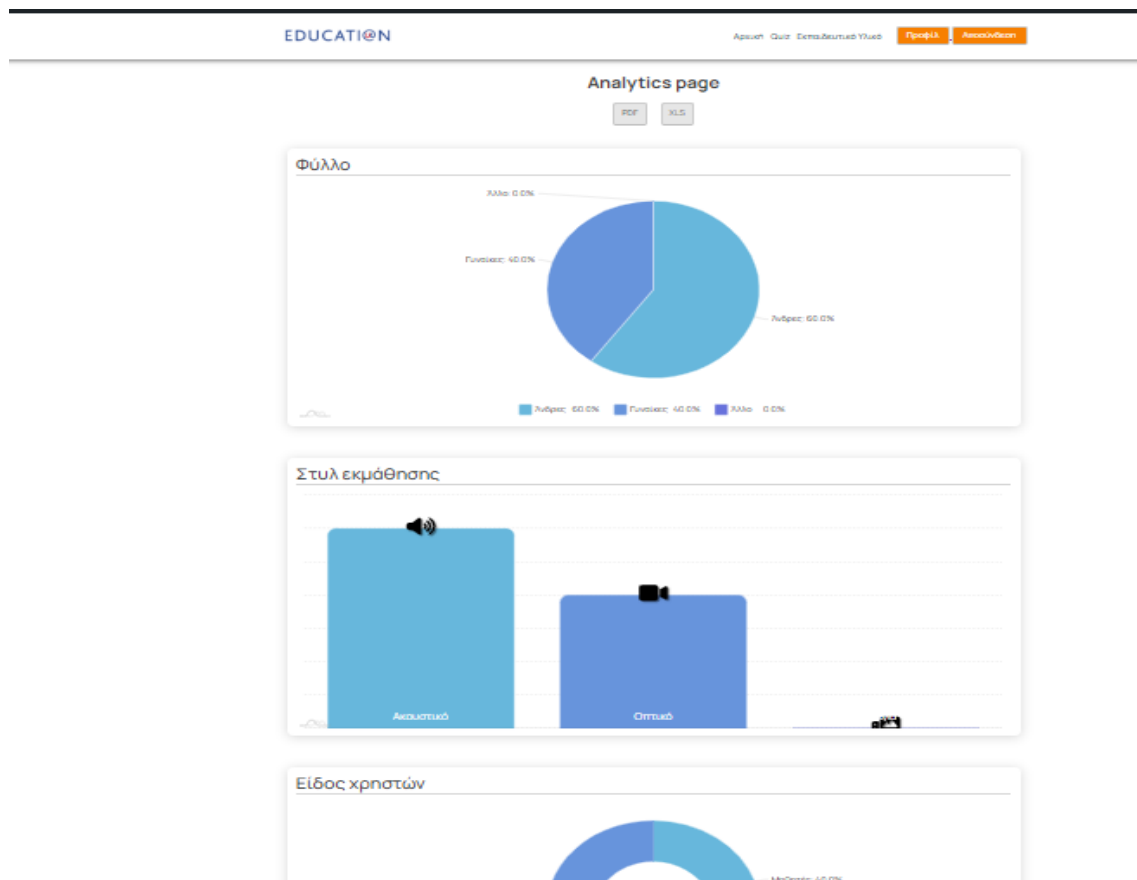 EDUCATI@N
Αρχική Quiz Εκπαιδευτικό Υλικό Προφίλ Αποσύνδεση
Analytics page
PDF XLS
Φύλλο
Άλλο: 0.0%
Γυναίκες: 40.0%
Άνδρες: 60.0%
Άνδρες: 60.0% Γυναίκες: 40.0% Άλλο: 0.0%
Στυλ εκμάθησης
Ακουστικό Οπτικό
Είδος χρηστών